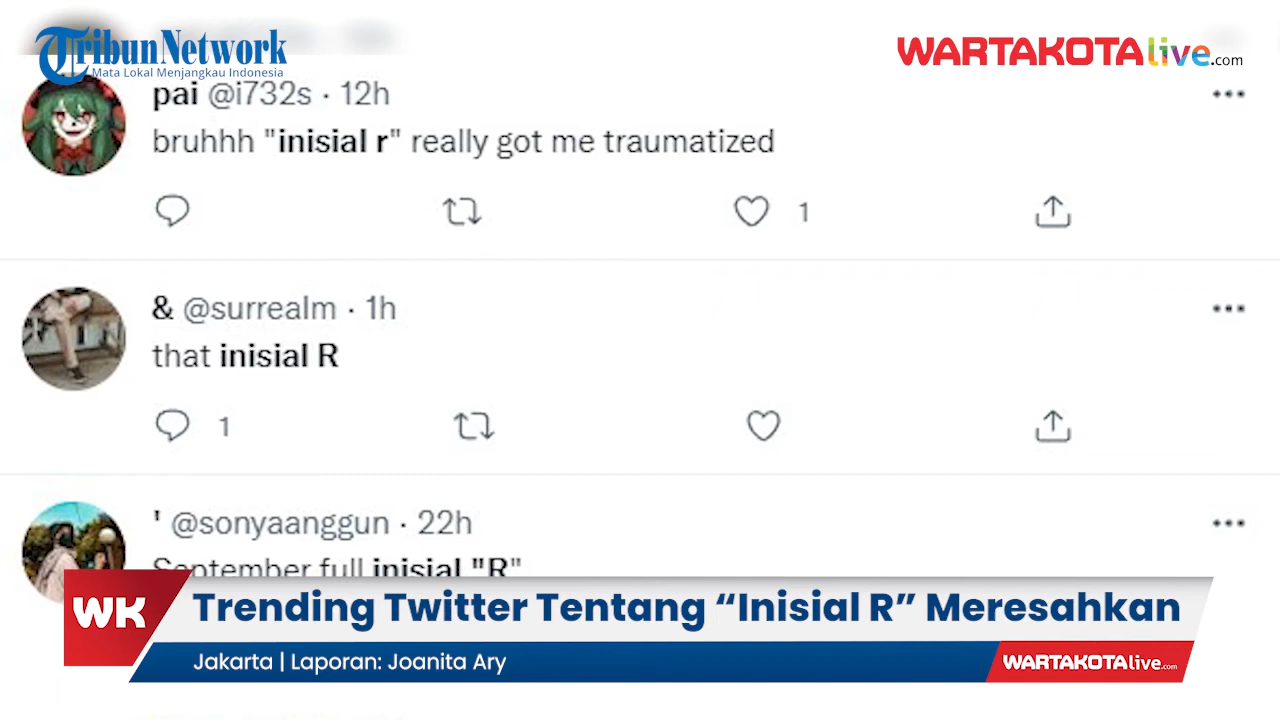 Tribun Network
Mata Lokal Menjangkau Indonesia
WARTAKOTAlive.com
pai @i732s · 12h
bruhhh "inisial r" really got me traumatized
1
& @surrealm · 1h
that inisial R
1
' @sonyaanggun · 22h
September full inisial "R"
WK
Trending Twitter Tentang “Inisial R” Meresahkan
Jakarta | Laporan: Joanita Ary
WARTAKOTAlive.com